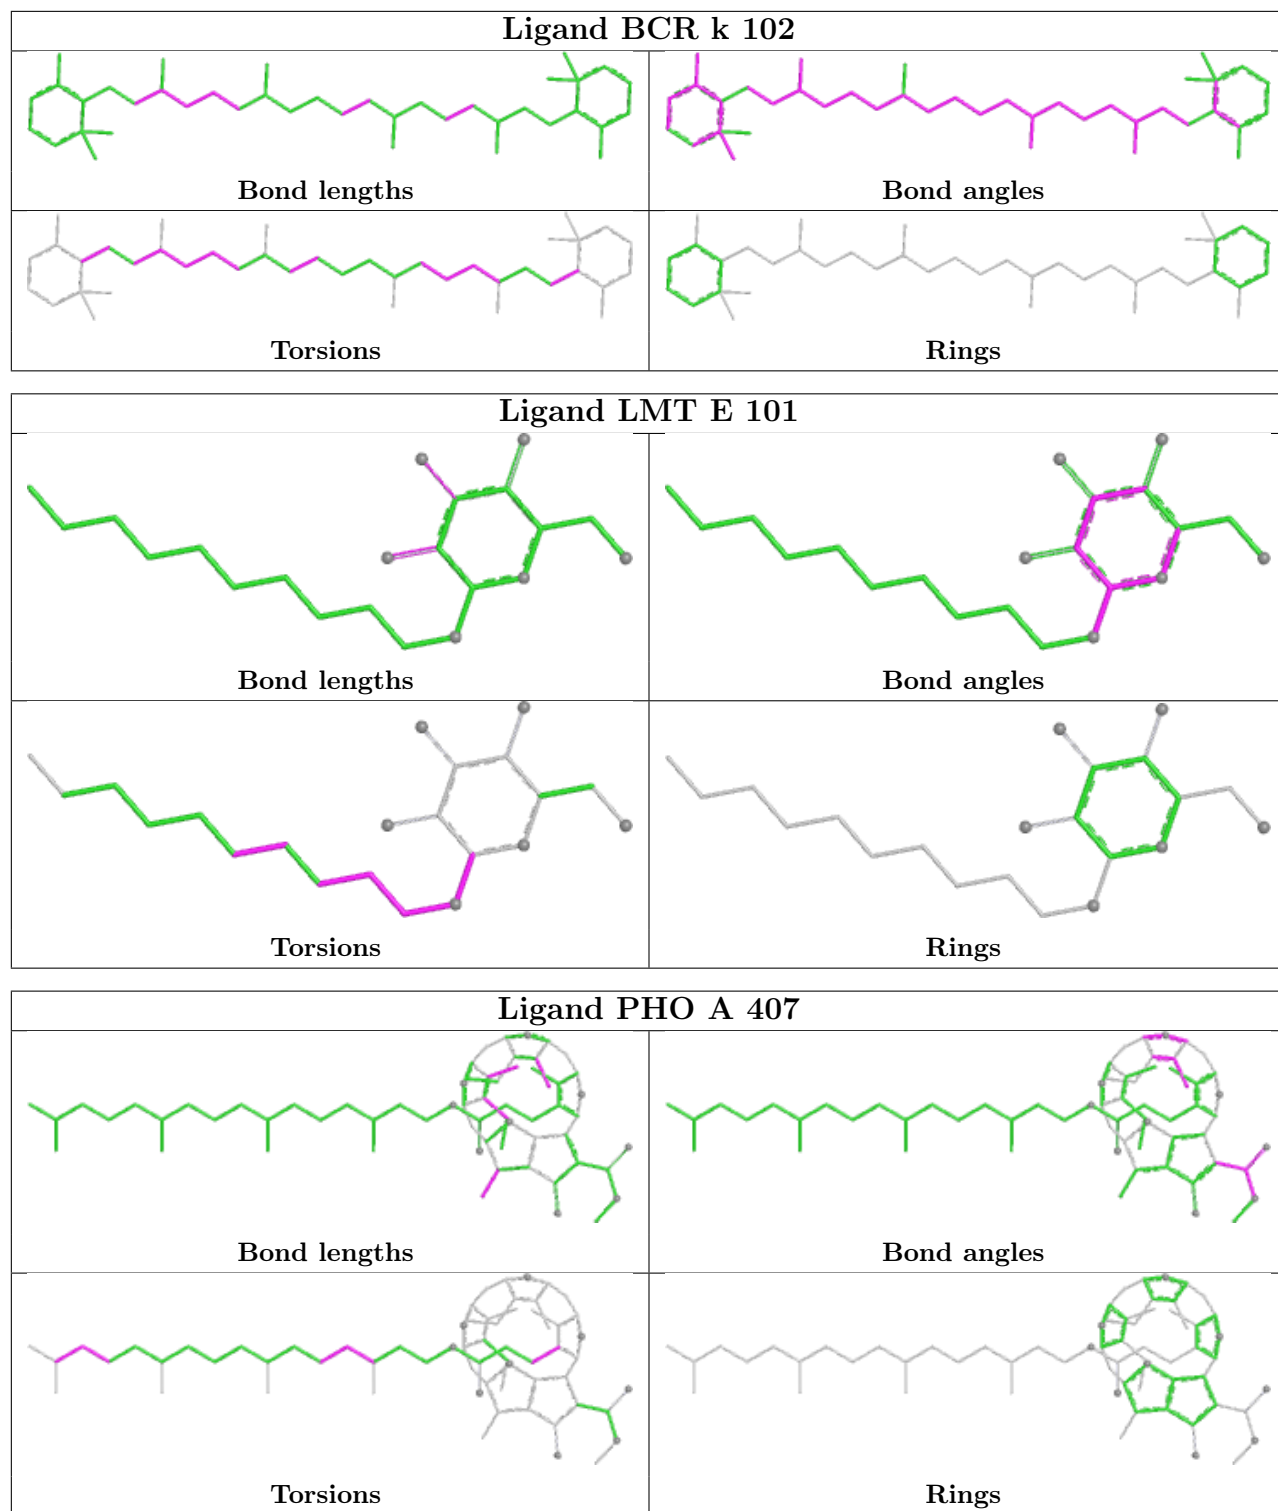 Ligand BCR k 102
Bond lengths
Bond angles
Torsions
Rings
Ligand LMT E 101
Bond lengths
Bond angles
Torsions
Rings
Ligand PHO A 407
Bond lengths
Bond angles
Torsions
Rings